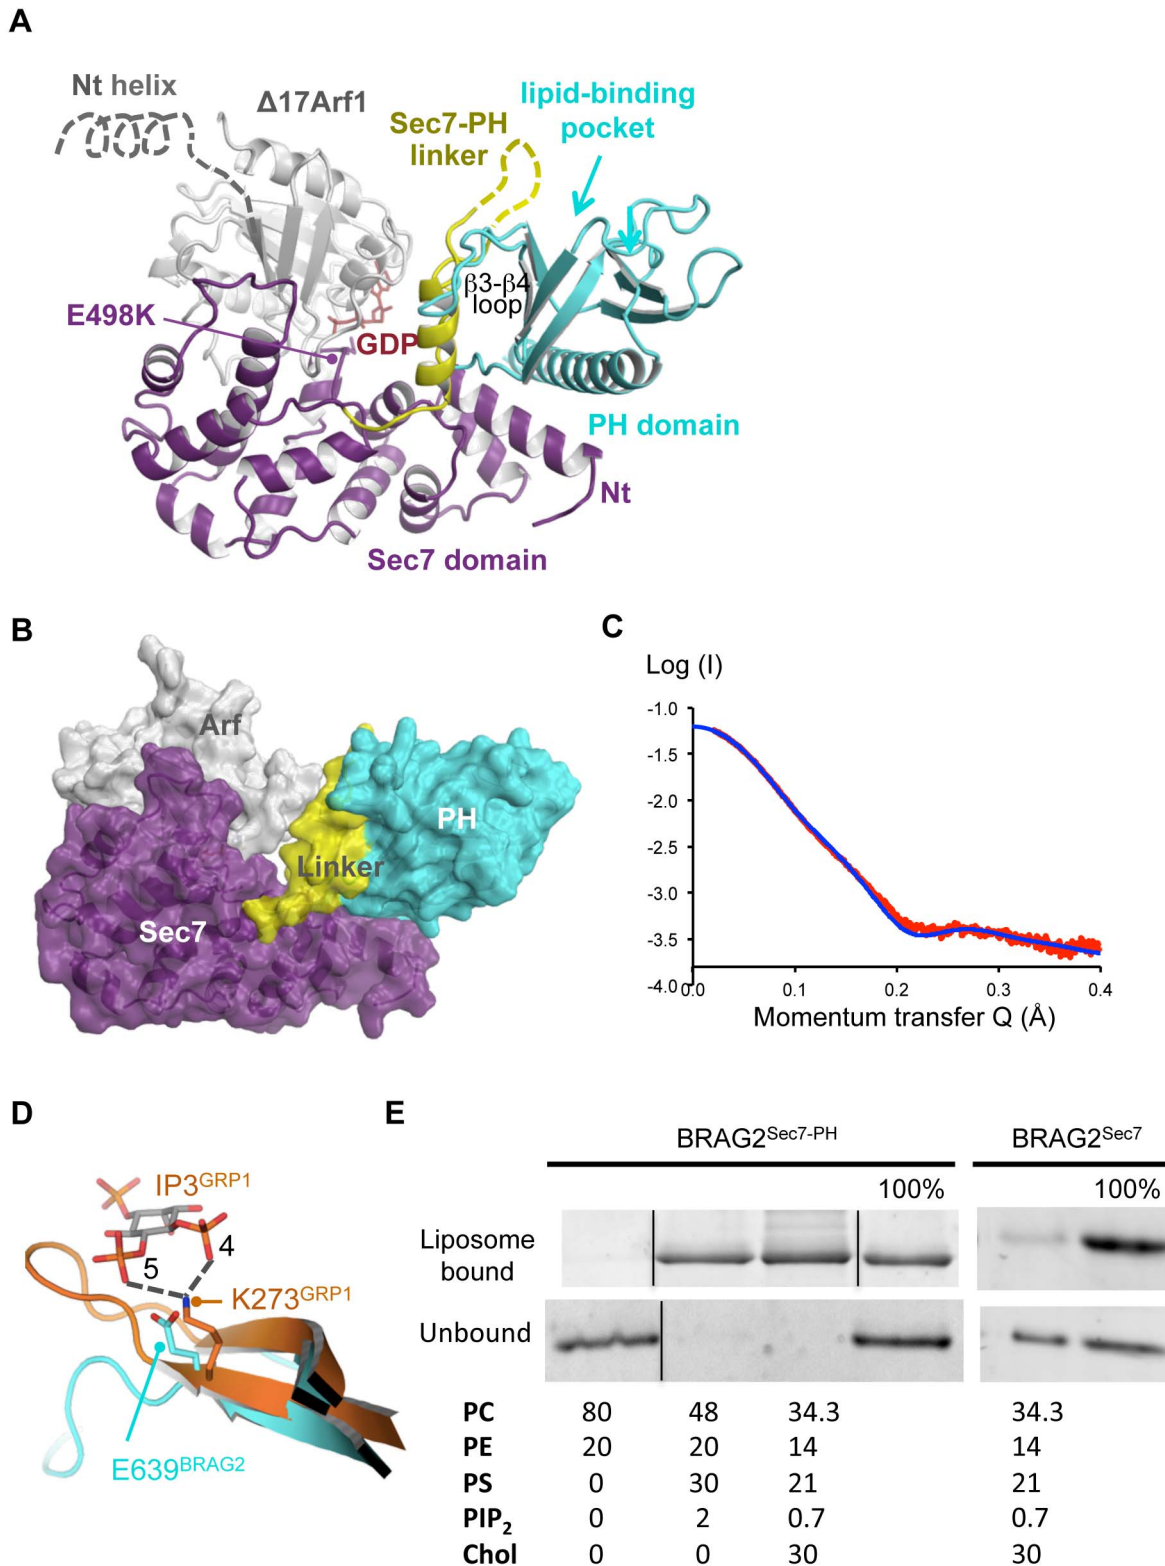 A
Nt helix
Δ17Arf1
Sec7-PH
linker
lipid-binding
pocket
β3-β4
loop
E498K
GDP
PH domain
Nt
Sec7 domain
B
Arf
PH
Linker
Sec7
C
Log (I)
-1.0
-1.5
-2.0
-2.5
-3.0
-3.5
-4.0
0.0 0.1 0.2 0.3 0.4
Momentum transfer Q (Å)
D
IP3GRP1
5
4
K273GRP1
E639BRAG2
E
BRAG2Sec7-PH BRAG2Sec7
100% 100%
Liposome
bound
Unbound
PC 80 48 34.3 34.3
PE 20 20 14 14
PS 0 30 21 21
PIP2 0 2 0.7 0.7
Chol 0 0 30 30